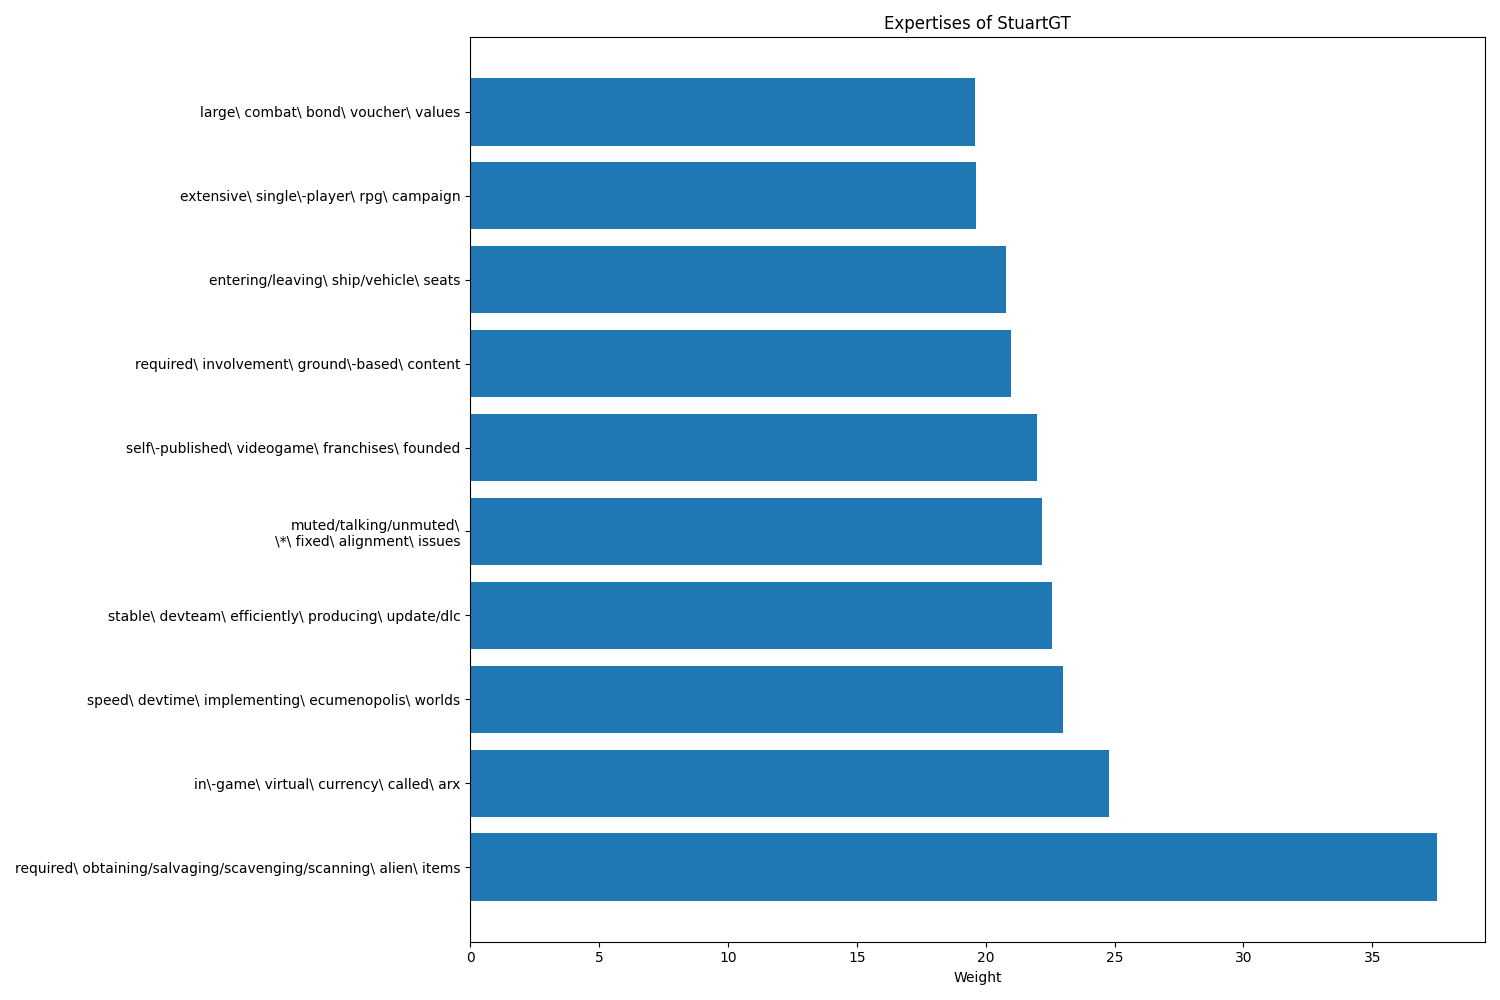 Expertises of StuartGT
large\ combat\ bond\ voucher\ values
extensive\ single\-player\ rpg\ campaign
entering/leaving\ ship/vehicle\ seats
required\ involvement\ ground\-based\ content
self\-published\ videogame\ franchises\ founded
muted/talking/unmuted\
\*\ fixed\ alignment\ issues
stable\ devteam\ efficiently\ producing\ update/dlc
speed\ devtime\ implementing\ ecumenopolis\ worlds
in\-game\ virtual\ currency\ called\ arx
required\ obtaining/salvaging/scavenging/scanning\ alien\ items
0 5 10 15 20 25 30 35
Weight